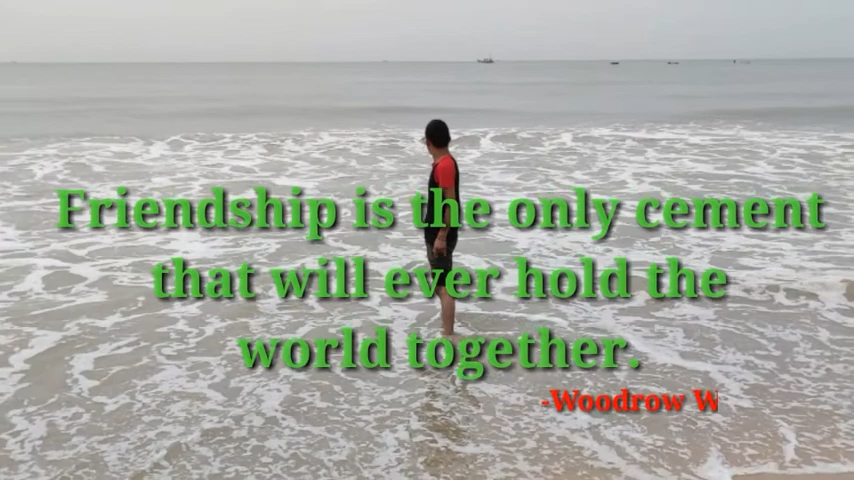 Friendship is the only cement
that will ever hold the
world together.
-Woodrow W